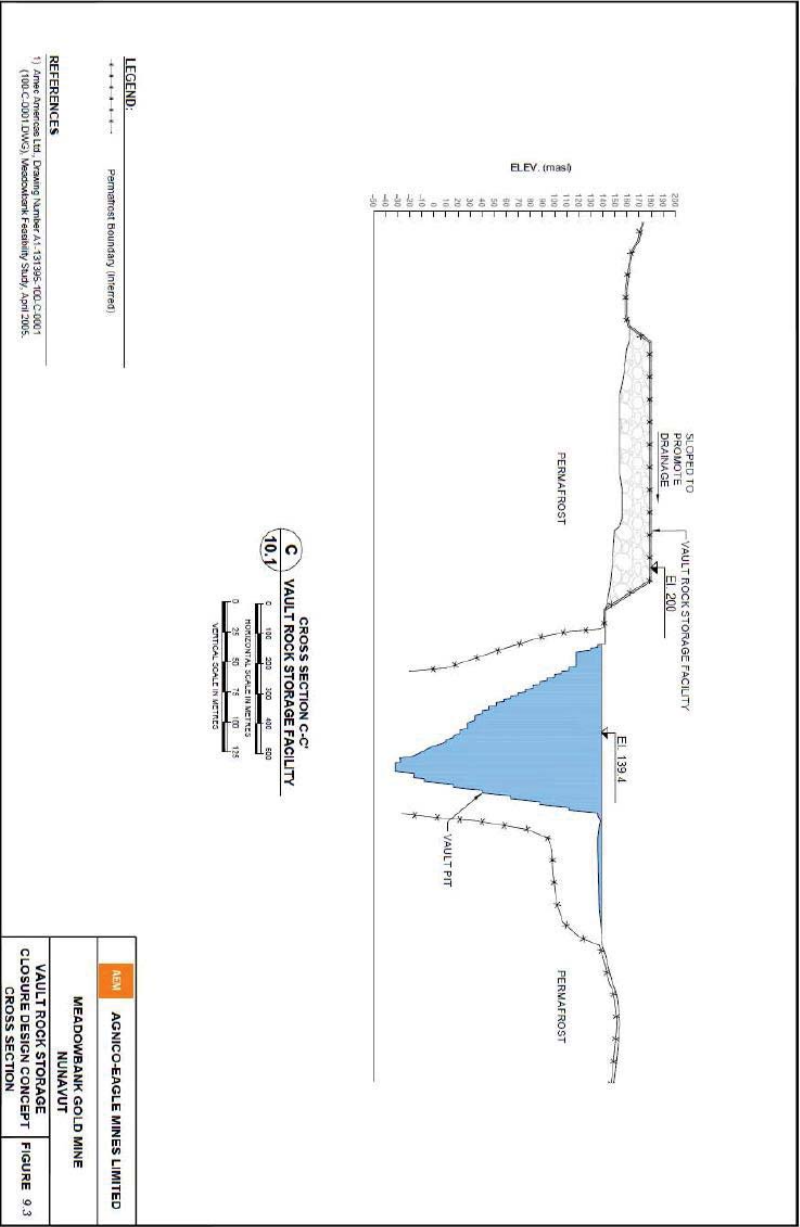 ELEV. (masl)
200
190
180
170
160
150
140
130
120
110
100
90
80
70
60
50
40
30
20
10
0
-10
-20
-30
-40
-50
SLOPED TO
PROMOTE
DRAINAGE
VAULT ROCK STORAGE FACILITY
El. 200
El. 139.4
PERMAFROST
VAULT PIT
PERMAFROST
C
10.1
CROSS SECTION C-C'
VAULT ROCK STORAGE FACILITY
0 100 200 300 400 500
HORIZONTAL SCALE IN METRES
0 25 50 75 100 125
VERTICAL SCALE IN METRES
LEGEND:
Permafrost Boundary (Inferred)
REFERENCES
1) Amec Americas Ltd., Drawing Number A1-131395-100-C-0001
(100-C-0001.DWG), Meadowbank Feasibility Study, April 2005.
AEM AGNICO-EAGLE MINES LIMITED
MEADOWBANK GOLD MINE
NUNAVUT
VAULT ROCK STORAGE
CLOSURE DESIGN CONCEPT
CROSS SECTION
FIGURE 9.3